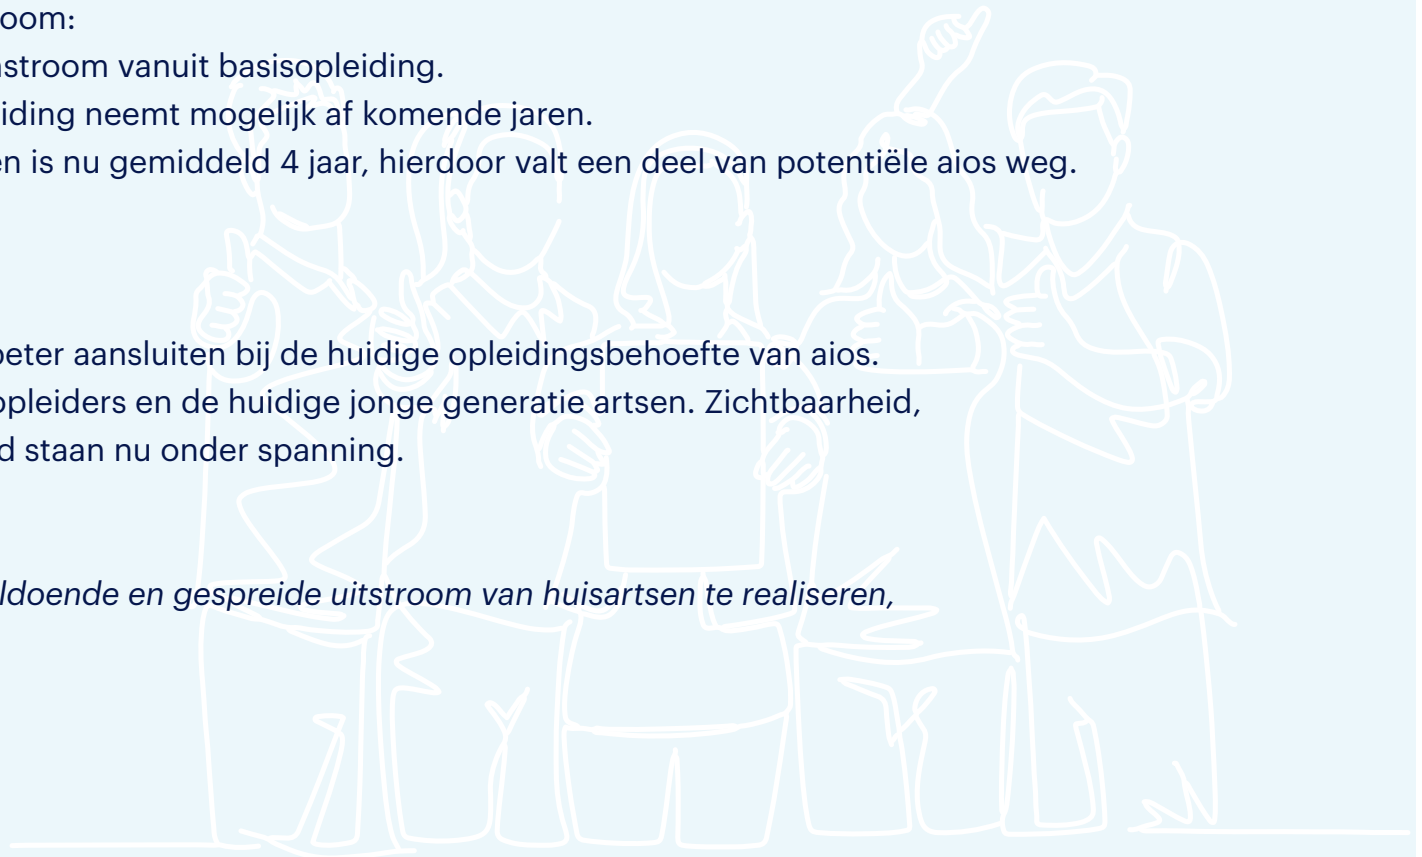 oom:
nstroom vanuit basisopleiding.
iding neemt mogelijk af komende jaren.
en is nu gemiddeld 4 jaar, hierdoor valt een deel van potentiële aios weg.
beter aansluiten bij de huidige opleidingsbehoefte van aios.
opleiders en de huidige jonge generatie artsen. Zichtbaarheid,
d staan nu onder spanning.
ldoende en gespreide uitstroom van huisartsen te realiseren,